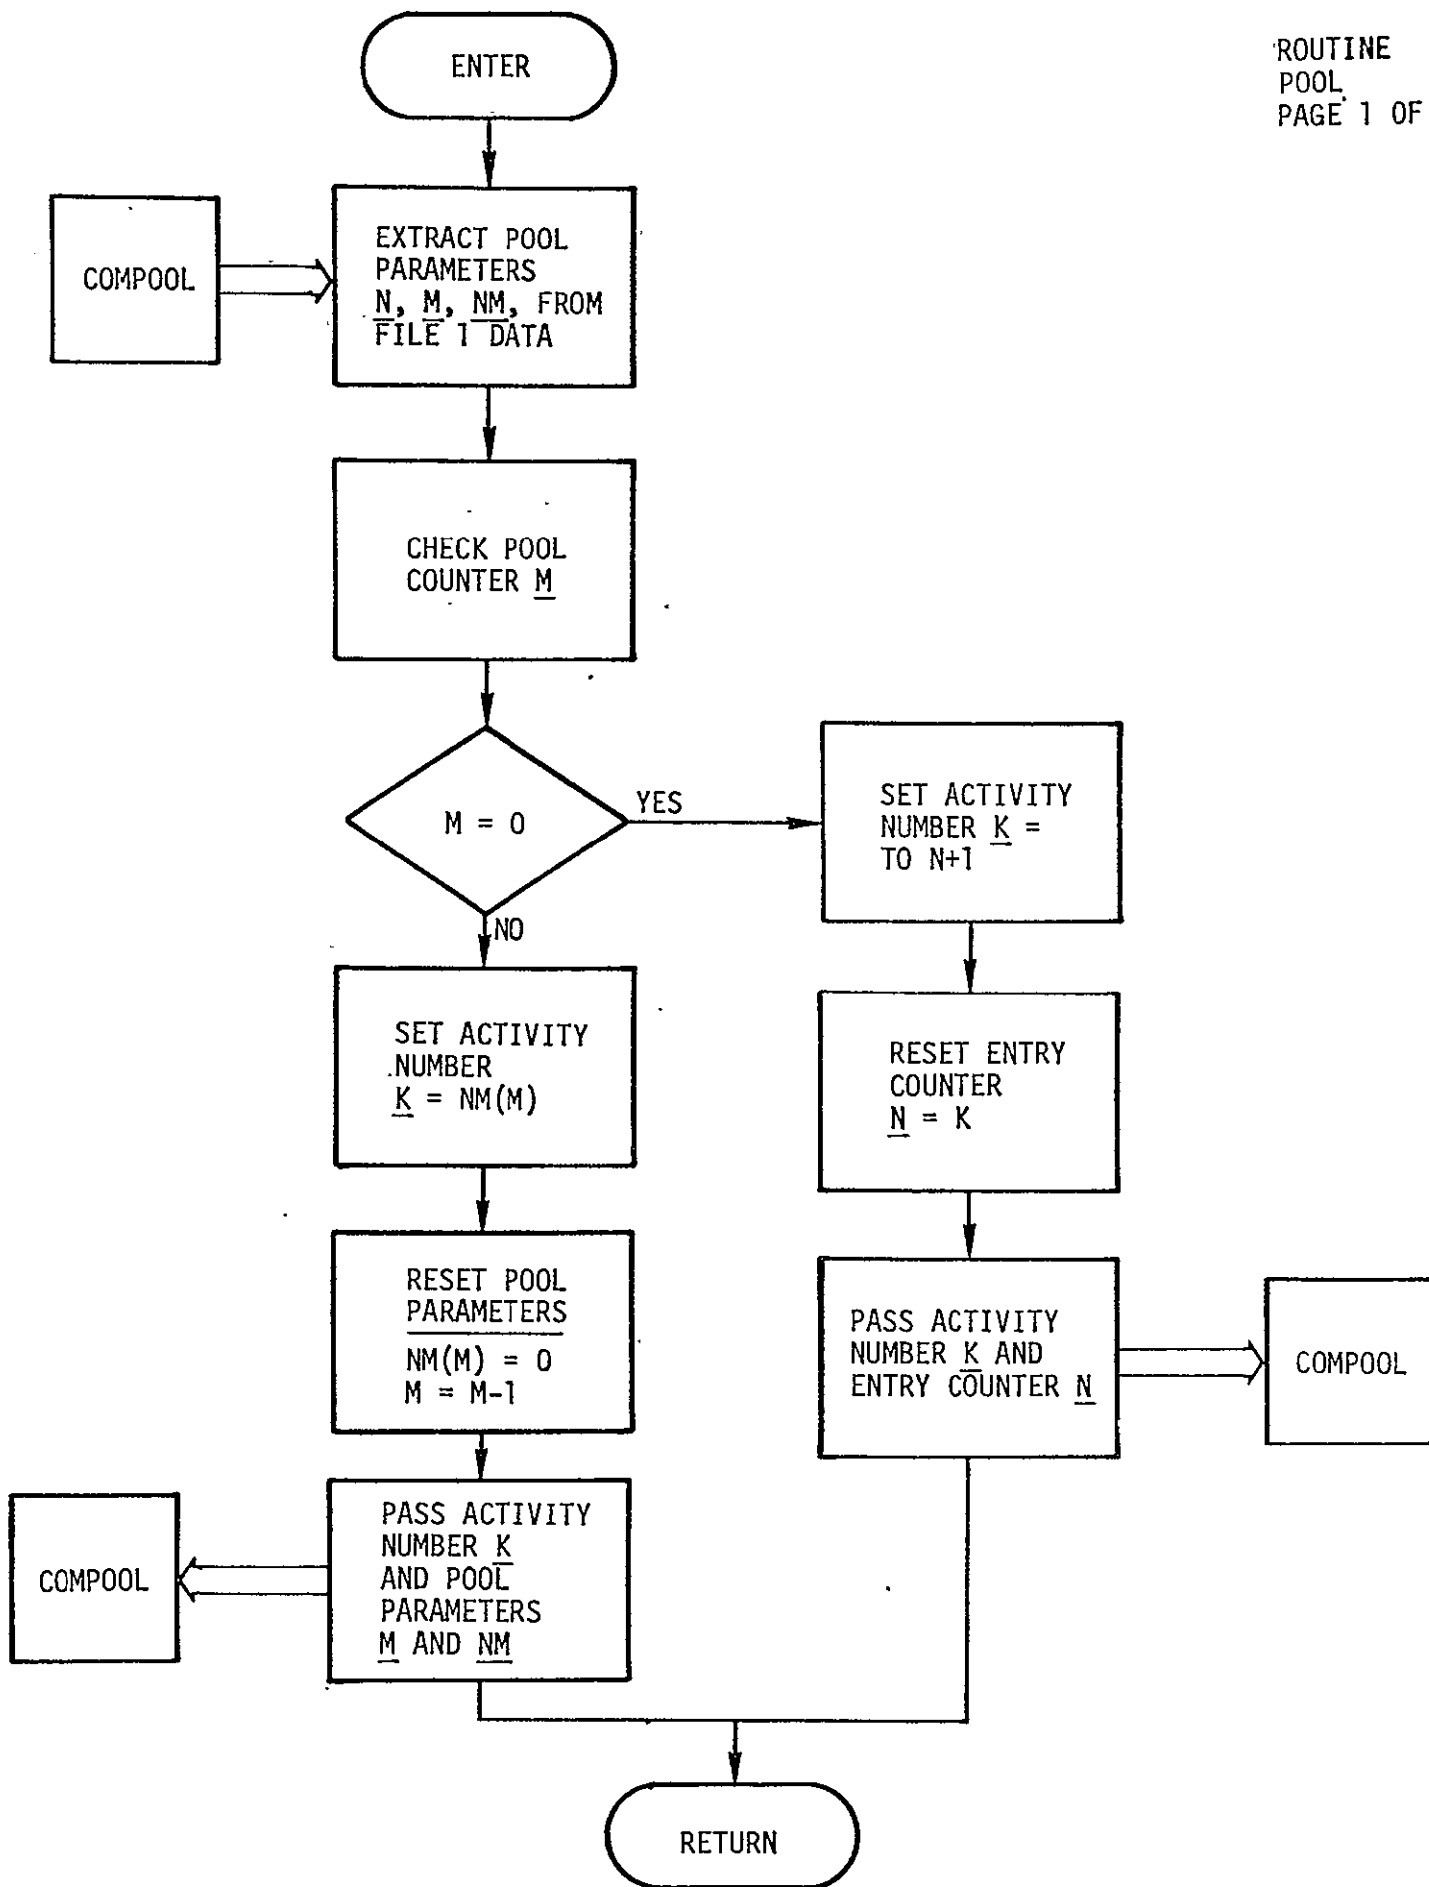 ROUTINE
POOL
PAGE 1 OF
ENTER
COMPOOL
EXTRACT POOL
PARAMETERS
N, M, NM, FROM
FILE 1 DATA
CHECK POOL
COUNTER M
M = 0
YES
NO
SET ACTIVITY
NUMBER K =
TO N+1
SET ACTIVITY
NUMBER
K = NM(M)
RESET ENTRY
COUNTER
N = K
RESET POOL
PARAMETERS
NM(M) = 0
M = M-1
PASS ACTIVITY
NUMBER K AND
ENTRY COUNTER N
COMPOOL
PASS ACTIVITY
NUMBER K
AND POOL
PARAMETERS
M AND NM
COMPOOL
RETURN